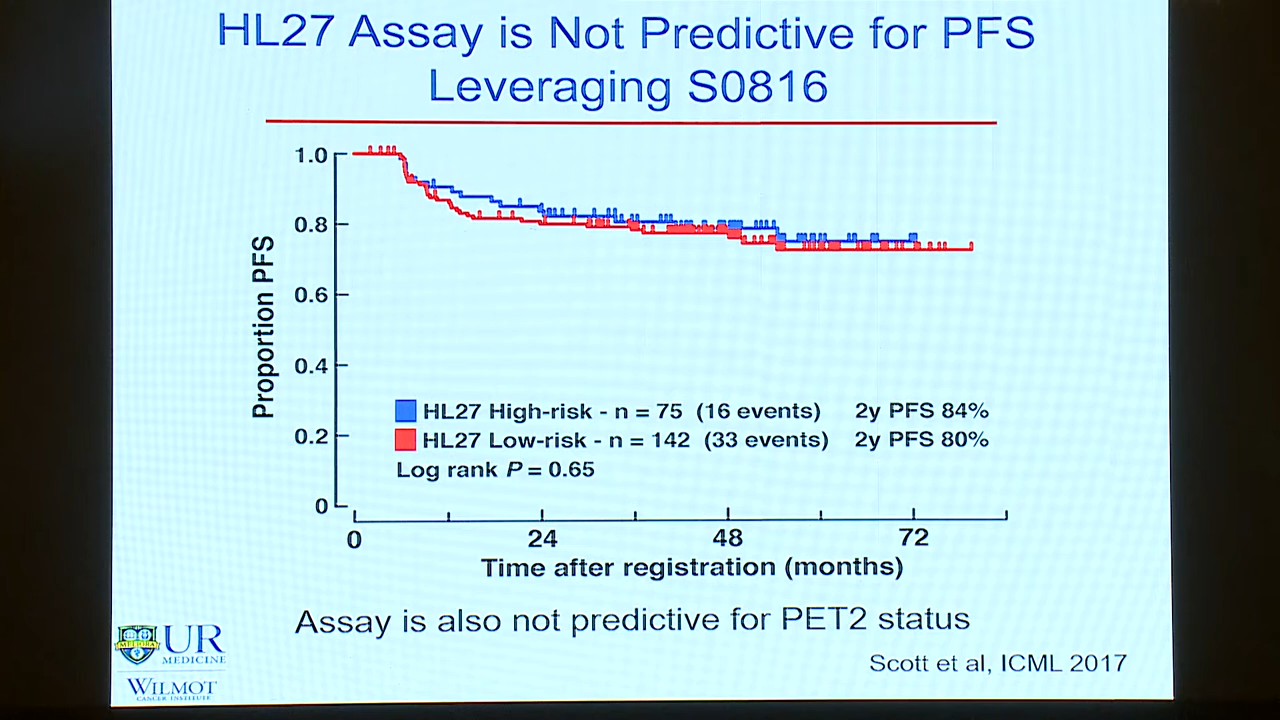 HL27 Assay is Not Predictive for PFS
Leveraging S0816
1.0
0.8
0.6
0.4
0.2
0
Proportion PFS
HL27 High-risk - n = 75 (16 events) 2y PFS 84%
HL27 Low-risk - n = 142 (33 events) 2y PFS 80%
Log rank P = 0.65
0 24 48 72
Time after registration (months)
Assay is also not predictive for PET2 status
Scott et al, ICML 2017
MELIORA
UR
MEDICINE
WILMOT
CANCER INSTITUTE